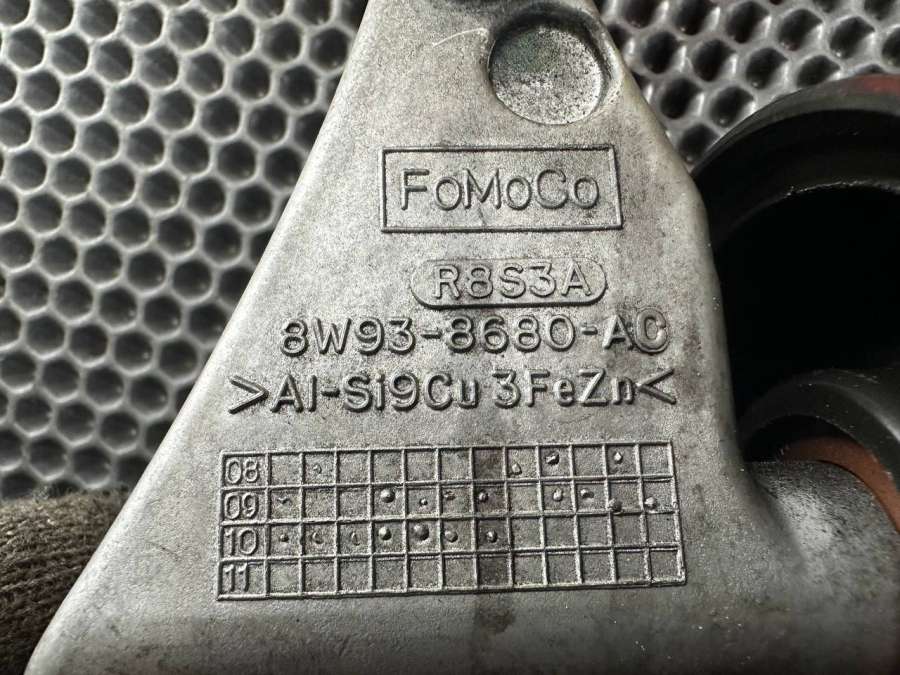 FoMoCo
R8S3A
8W93-8680-AC
>Al-Si9Cu3FeZn<
08
09
10
11